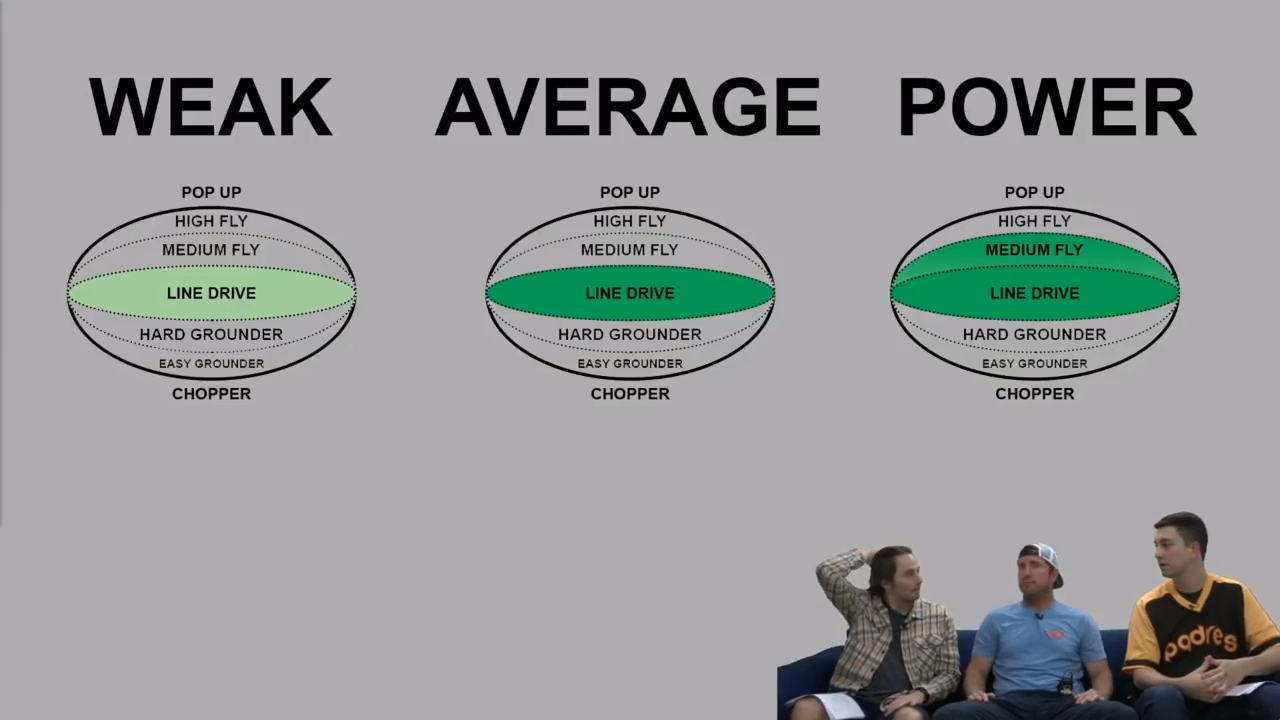 WEAK
POP UP
HIGH FLY
MEDIUM FLY
LINE DRIVE
HARD GROUNDER
EASY GROUNDER
CHOPPER
AVERAGE
POP UP
HIGH FLY
MEDIUM FLY
LINE DRIVE
HARD GROUNDER
EASY GROUNDER
CHOPPER
POWER
POP UP
HIGH FLY
MEDIUM FLY
LINE DRIVE
HARD GROUNDER
EASY GROUNDER
CHOPPER
padres